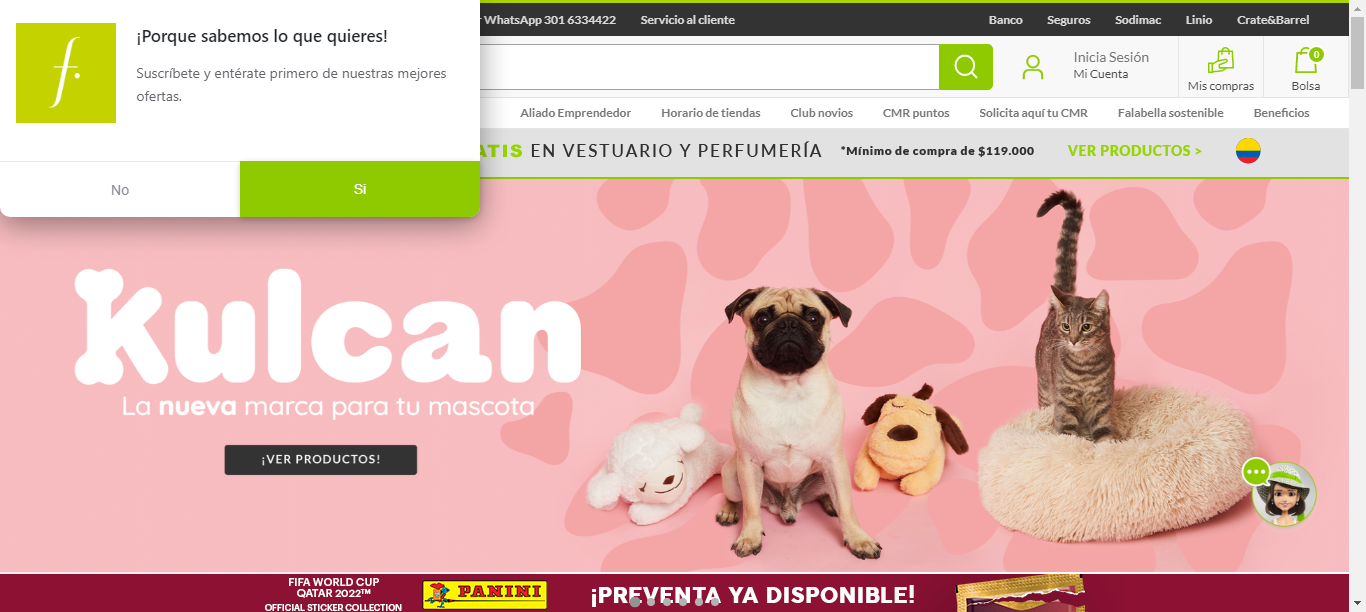 ¡Porque sabemos lo que quieres!
Suscríbete y entérate primero de nuestras mejores
ofertas.
No
Si
WhatsApp 301 6334422
Servicio al cliente
Banco
Seguros
Sodimac
Linio
Crate&Barrel
Inicia Sesión
Mi Cuenta
Mis compras
0
Bolsa
Aliado Emprendedor
Horario de tiendas
Club novios
CMR puntos
Solicita aquí tu CMR
Falabella sostenible
Beneficios
EN VESTUARIO Y PERFUMERÍA
*Mínimo de compra de $119.000
VER PRODUCTOS >
Kulcan
La nueva marca para tu mascota
¡VER PRODUCTOS!
FIFA WORLD CUP
QATAR 2022™
OFFICIAL STICKER COLLECTION
PANINI
¡PREVENTA YA DISPONIBLE!